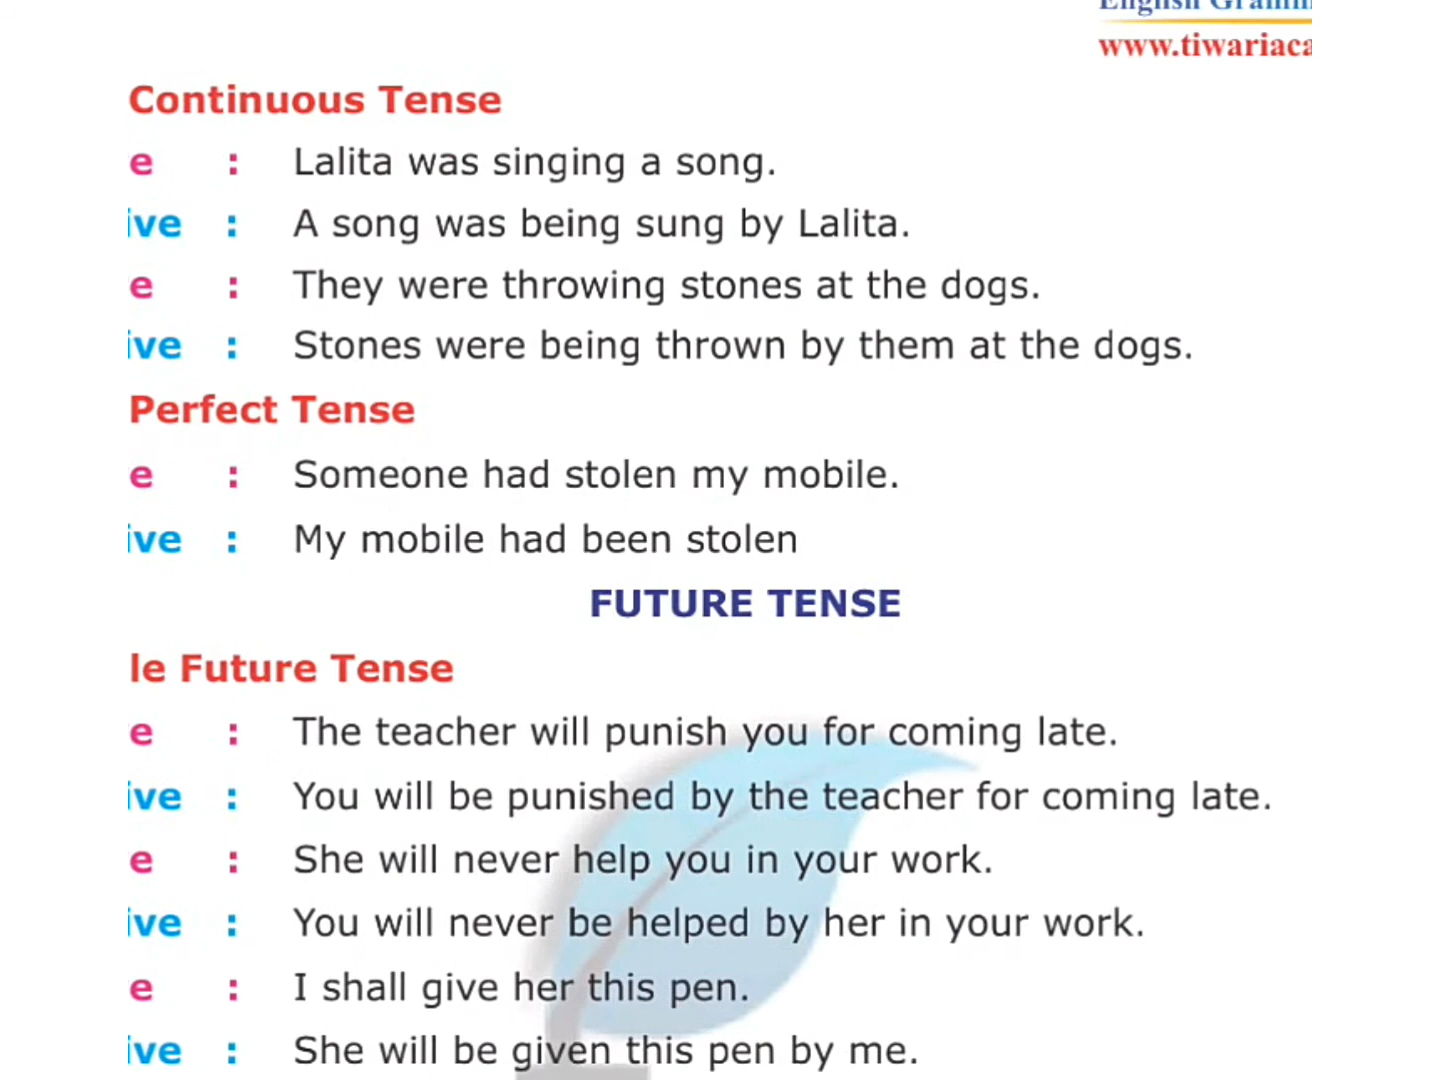 www.tiwariaca
Continuous Tense
e : Lalita was singing a song.
ive : A song was being sung by Lalita.
e : They were throwing stones at the dogs.
ive : Stones were being thrown by them at the dogs.
Perfect Tense
e : Someone had stolen my mobile.
ive : My mobile had been stolen
FUTURE TENSE
le Future Tense
e : The teacher will punish you for coming late.
ive : You will be punished by the teacher for coming late.
e : She will never help you in your work.
ive : You will never be helped by her in your work.
e : I shall give her this pen.
ive : She will be given this pen by me.